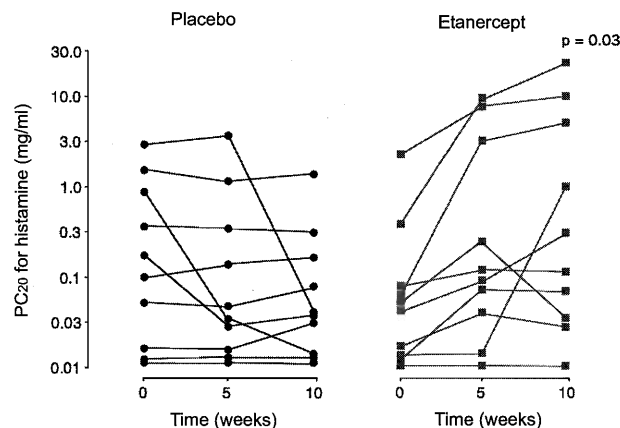 Placebo
Etanercept
p = 0.03
PC20 for histamine (mg/ml)
30.0
10.0
3.0
1.0
0.3
0.1
0.03
0.01
0 5 10
0 5 10
Time (weeks)
Time (weeks)